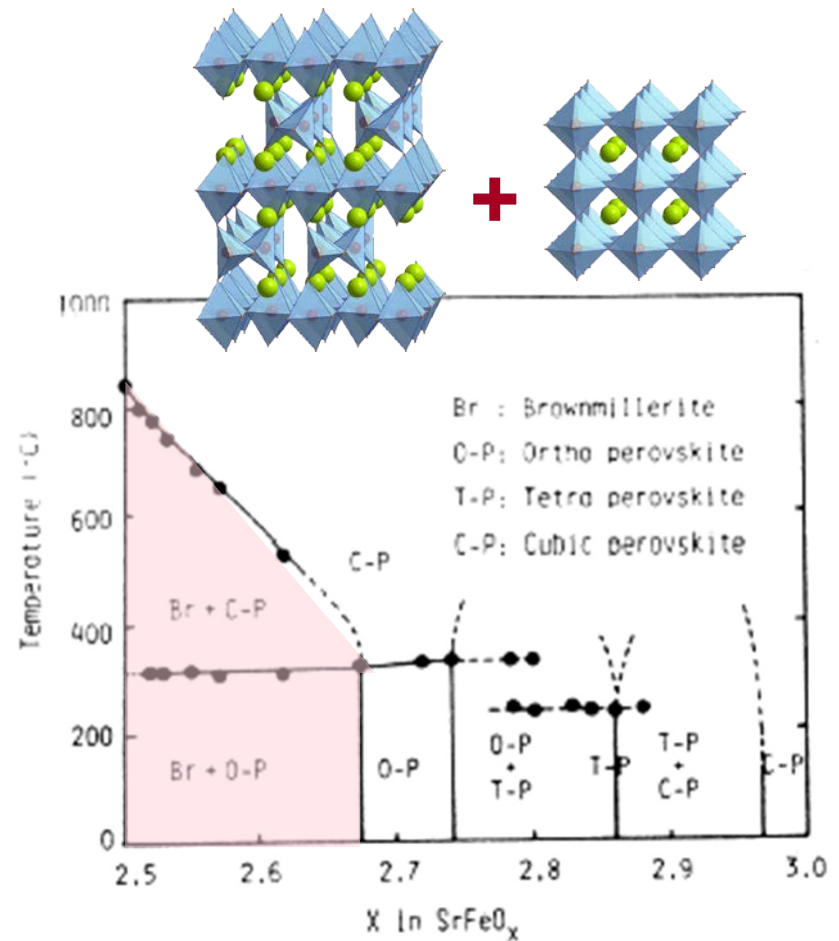 +
1000
800
600
400
200
0
Temperature (°C)
Br : Brownmillerite
O-P: Ortho perovskite
T-P: Tetra perovskite
C-P: Cubic perovskite
C-P
Br + C-P
Br + O-P
O-P
O-P
+
T-P
T-P
T-P
+
C-P
C-P
2.5
2.6
2.7
2.8
2.9
3.0
X in SrFeOₓ